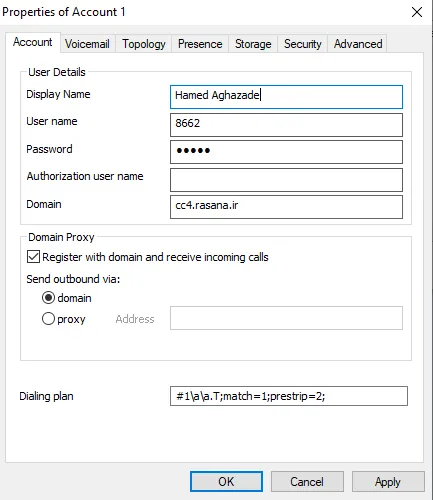 Properties of Account 1
Account Voicemail Topology Presence Storage Security Advanced
User Details
Display Name Hamed Aghazade
User name 8662
Password •••••
Authorization user name
Domain cc4.rasana.ir
Domain Proxy
Register with domain and receive incoming calls
Send outbound via:
domain
proxy Address
Dialing plan #1\a\a.T;match=1;prestrip=2;
OK Cancel Apply